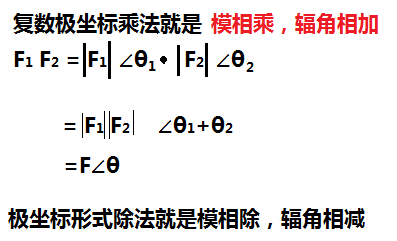 复数极坐标乘法就是 模相乘，辐角相加
F1 F2 =|F1| ∠θ1• |F2| ∠θ2
=|F1||F2| ∠θ1+θ2
=F∠θ
极坐标形式除法就是模相除，辐角相减